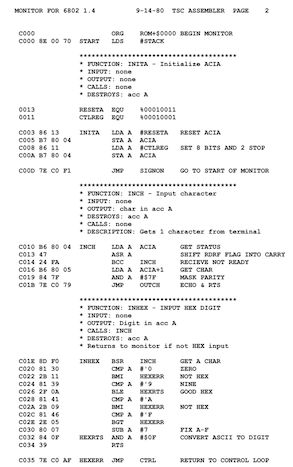 MONITOR FOR 6802 1.4     9-14-80  TSC ASSEMBLER  PAGE    2
C000                ORG    ROM+$0000 BEGIN MONITOR
C000 8E 00 70 START LDS    #STACK
*************************************
* FUNCTION: INITA - Initialize ACIA
* INPUT: none
* OUTPUT: none
* CALLS: none
* DESTROYS: acc A
0013          RESETA EQU   %00010011
0011          CTLREG EQU   %00010001
C003 86 13    INITA LDA A  #RESETA   RESET ACIA
C005 B7 80 04       STA A  ACIA
C008 86 11          LDA A  #CTLREG   SET 8 BITS AND 2 STOP
C00A B7 80 04       STA A  ACIA
C00D 7E C0 F1       JMP    SIGNON    GO TO START OF MONITOR
*************************************
* FUNCTION: INCH - Input character
* INPUT: none
* OUTPUT: char in acc A
* DESTROYS: acc A
* CALLS: none
* DESCRIPTION: Gets 1 character from terminal
C010 B6 80 04 INCH  LDA A  ACIA      GET STATUS
C013 47             ASR A            SHIFT RDRF FLAG INTO CARRY
C014 24 FA          BCC    INCH      RECIEVE NOT READY
C016 B6 80 05       LDA A  ACIA+1    GET CHAR
C019 84 7F          AND A  #$7F      MASK PARITY
C01B 7E C0 79       JMP    OUTCH     ECHO & RTS
*************************************
* FUNCTION: INHEX - INPUT HEX DIGIT
* INPUT: none
* OUTPUT: Digit in acc A
* CALLS: INCH
* DESTROYS: acc A
* Returns to monitor if not HEX input
C01E 8D F0    INHEX BSR    INCH      GET A CHAR
C020 81 30          CMP A  #'0       ZERO
C022 2B 11          BMI    HEXERR    NOT HEX
C024 81 39          CMP A  #'9       NINE
C026 2F 0A          BLE    HEXRTS    GOOD HEX
C028 81 41          CMP A  #'A
C02A 2B 09          BMI    HEXERR    NOT HEX
C02C 81 46          CMP A  #'F
C02E 2E 05          BGT    HEXERR
C030 80 07          SUB A  #7        FIX A-F
C032 84 0F    HEXRTS AND A #$0F      CONVERT ASCII TO DIGIT
C034 39             RTS
C035 7E C0 AF HEXERR JMP   CTRL      RETURN TO CONTROL LOOP